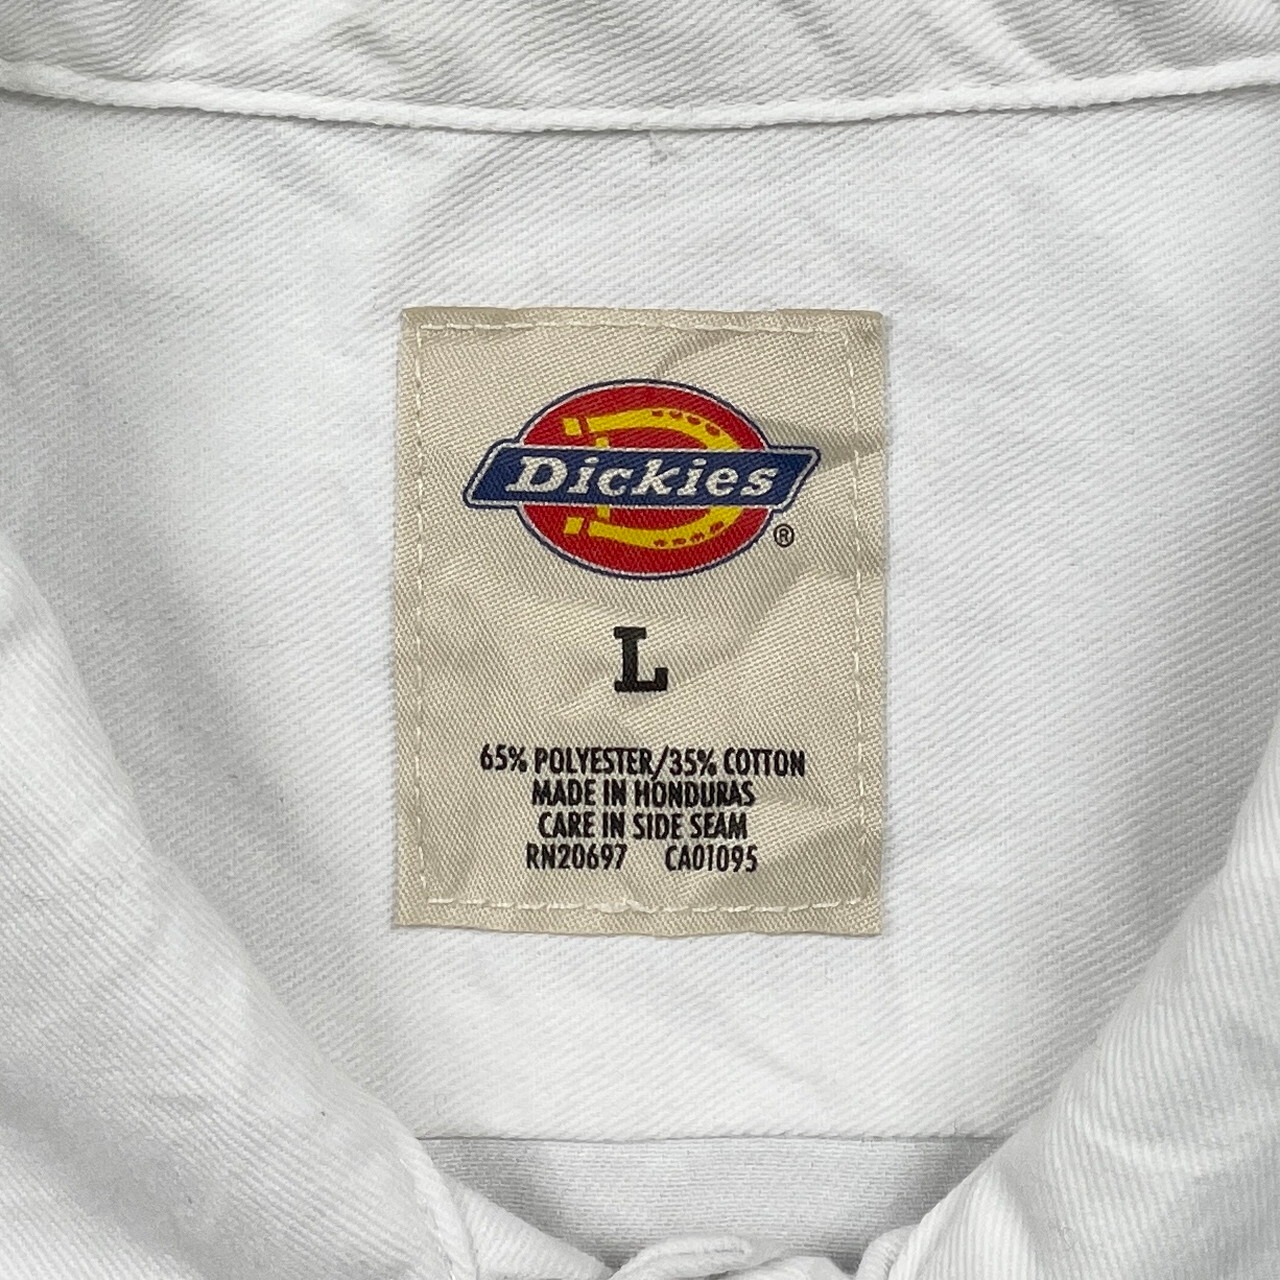 Dickies
®
L
65% POLYESTER/35% COTTON
MADE IN HONDURAS
CARE IN SIDE SEAM
RN20697 CA01095